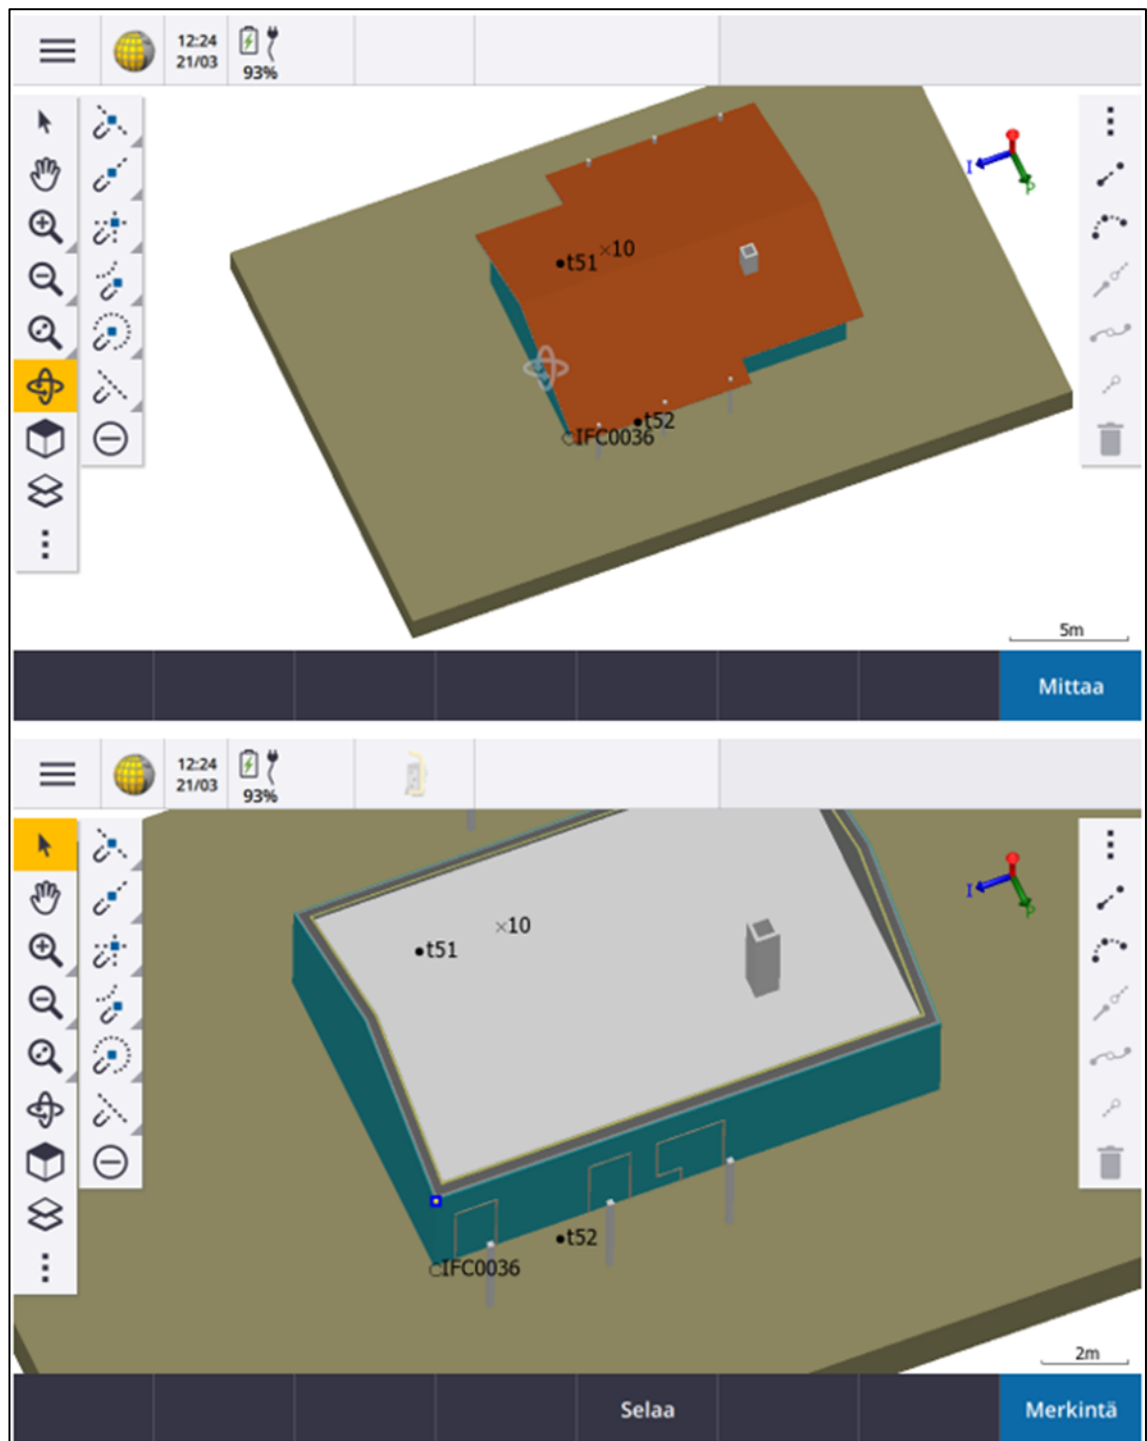 12:24
21/03
93%
I
P
t51
×10
t52
IFC0036
5m
Mittaa
12:24
21/03
93%
I
P
×10
t51
t52
IFC0036
2m
Selaa
Merkintä